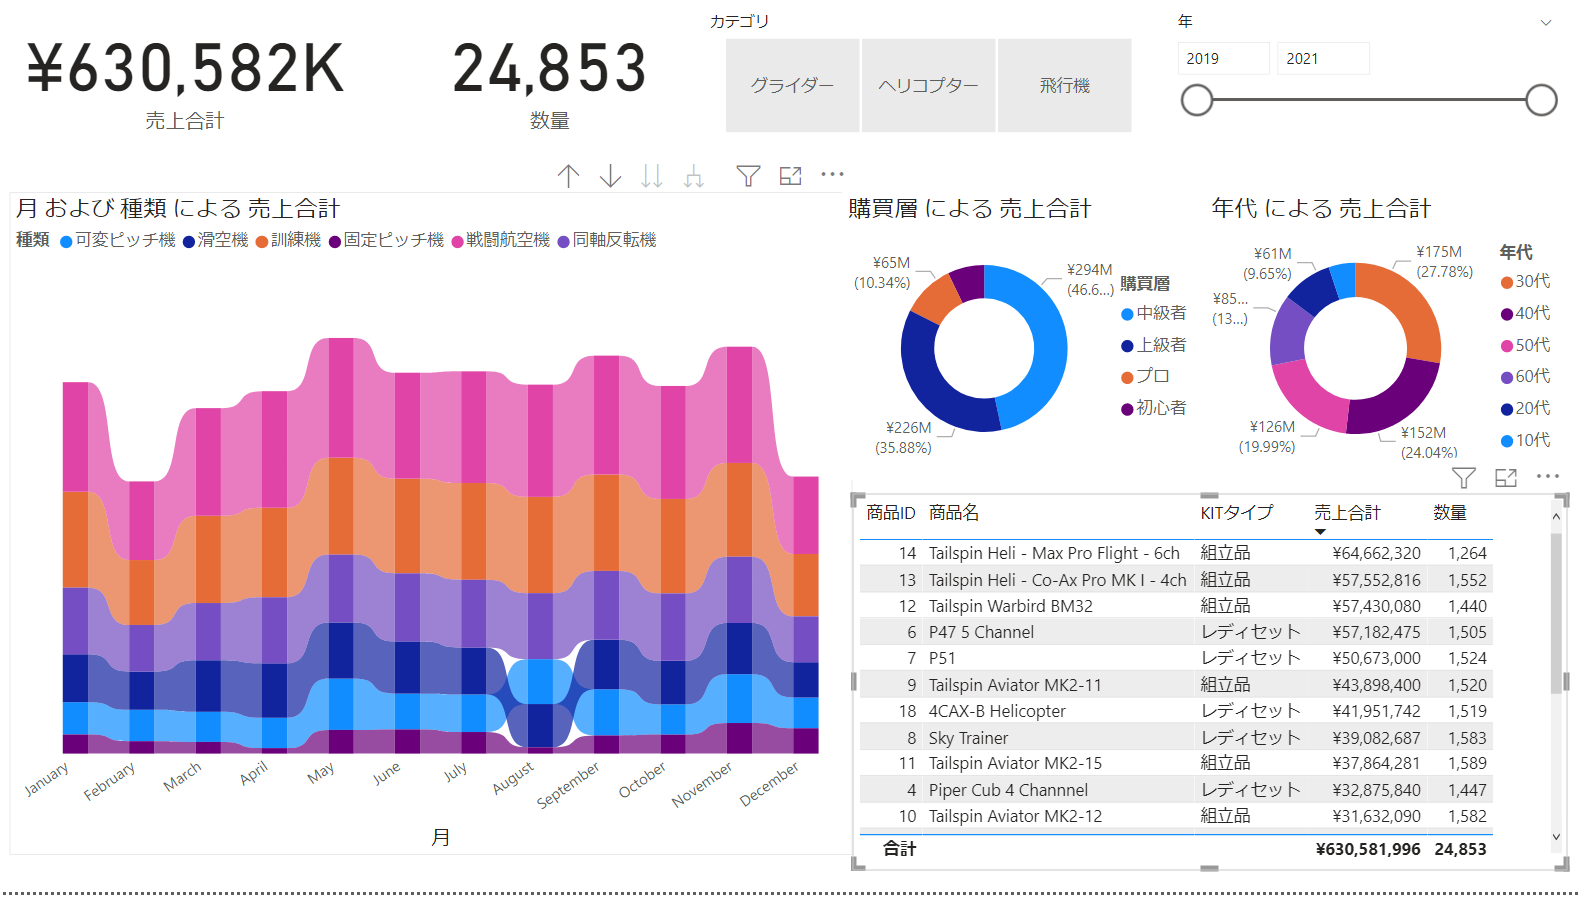 ¥630,582K
売上合計
24,853
数量
カテゴリ
グライダー
ヘリコプター
飛行機
年
2019
2021
月 および 種類 による 売上合計
種類 可変ピッチ機 滑空機 訓練機 固定ピッチ機 戦闘航空機 同軸反転機
January
February
March
April
May
June
July
August
September
October
November
December
月
購買層 による 売上合計
¥65M
(10.34%)
¥294M
(46.6...)
¥226M
(35.88%)
購買層
中級者
上級者
プロ
初心者
年代 による 売上合計
¥61M
(9.65%)
¥175M
(27.78%)
¥85...
(13...)
¥126M
(19.99%)
¥152M
(24.04%)
年代
30代
40代
50代
60代
20代
10代
商品ID 商品名 KITタイプ 売上合計 数量
14 Tailspin Heli - Max Pro Flight - 6ch 組立品 ¥64,662,320 1,264
13 Tailspin Heli - Co-Ax Pro MK I - 4ch 組立品 ¥57,552,816 1,552
12 Tailspin Warbird BM32 組立品 ¥57,430,080 1,440
6 P47 5 Channel レディセット ¥57,182,475 1,505
7 P51 レディセット ¥50,673,000 1,524
9 Tailspin Aviator MK2-11 組立品 ¥43,898,400 1,520
18 4CAX-B Helicopter レディセット ¥41,951,742 1,519
8 Sky Trainer レディセット ¥39,082,687 1,583
11 Tailspin Aviator MK2-15 組立品 ¥37,864,281 1,589
4 Piper Cub 4 Channnel レディセット ¥32,875,840 1,447
10 Tailspin Aviator MK2-12 組立品 ¥31,632,090 1,582
合計 ¥630,581,996 24,853